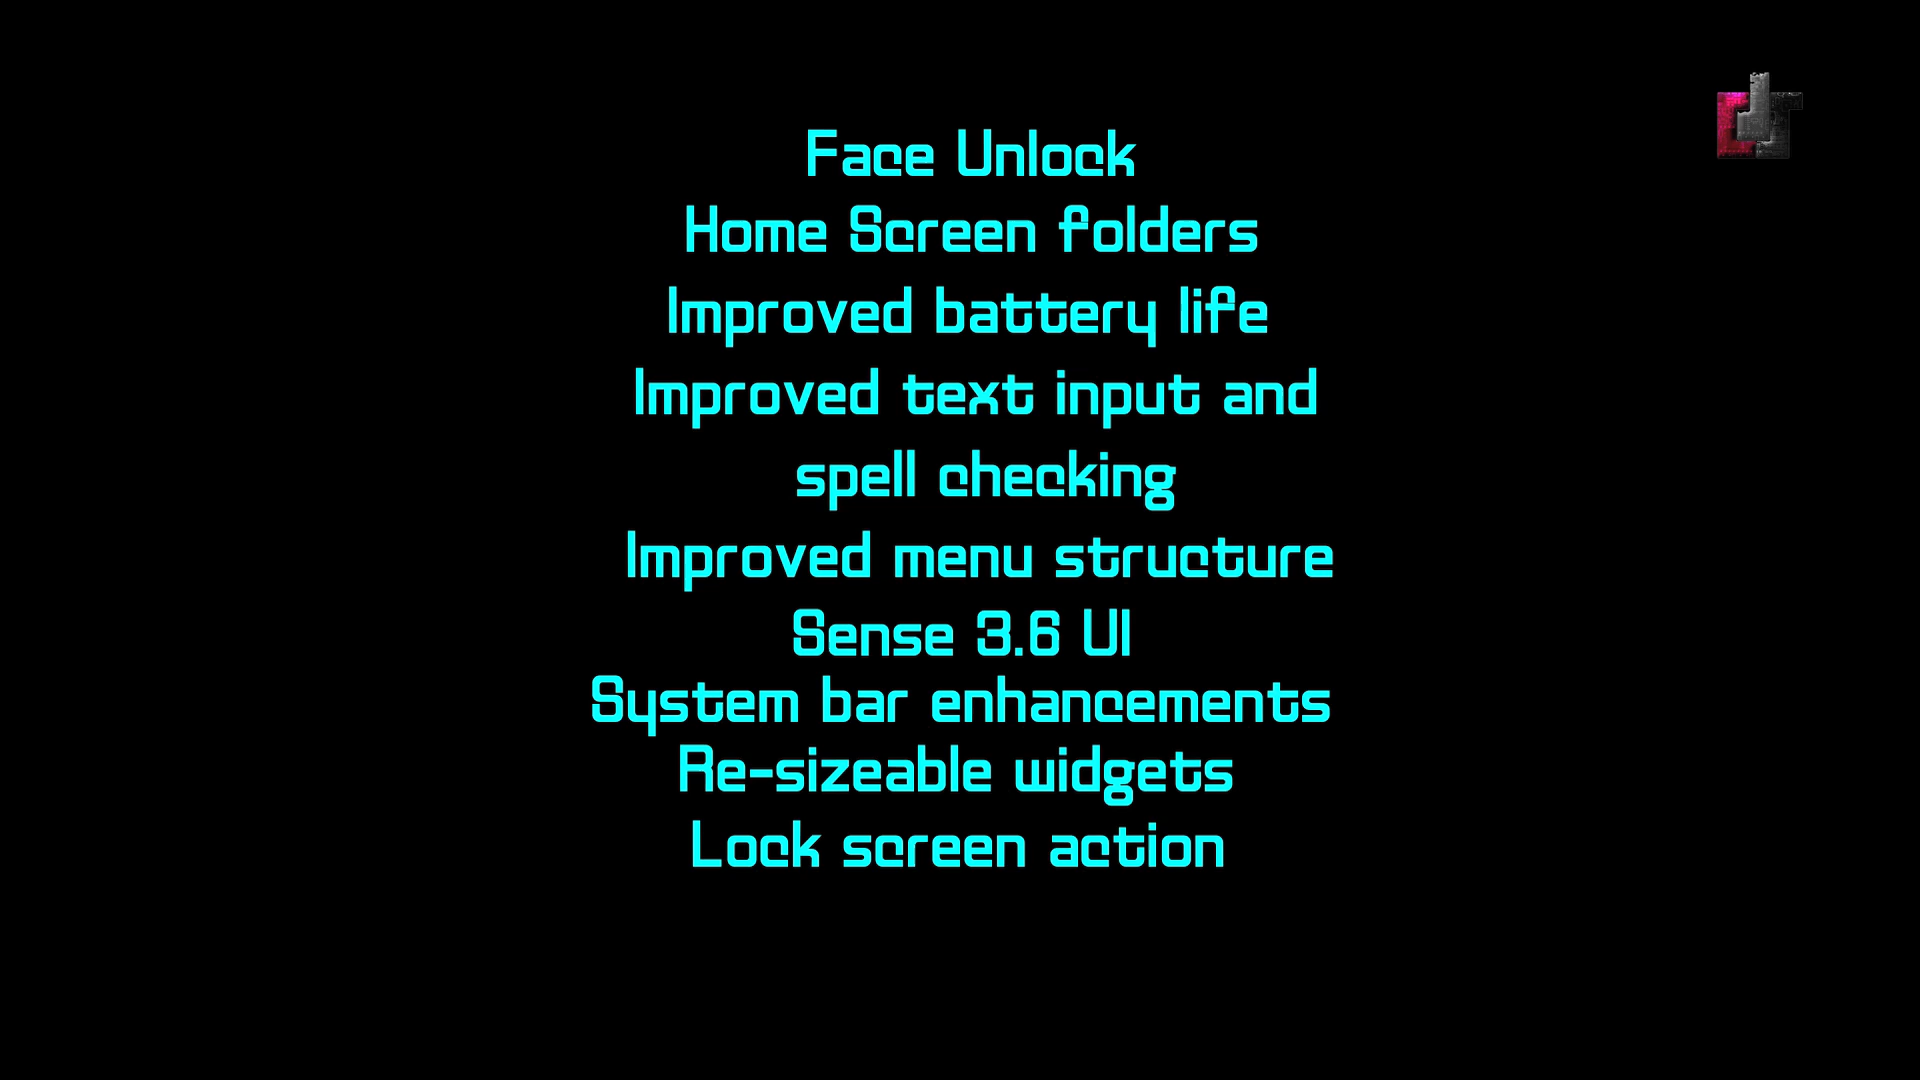 Face Unlock
Home Screen folders
Improved battery life
Improved text input and
spell checking
Improved menu structure
Sense 3.6 UI
System bar enhancements
Re-sizeable widgets
Lock screen action